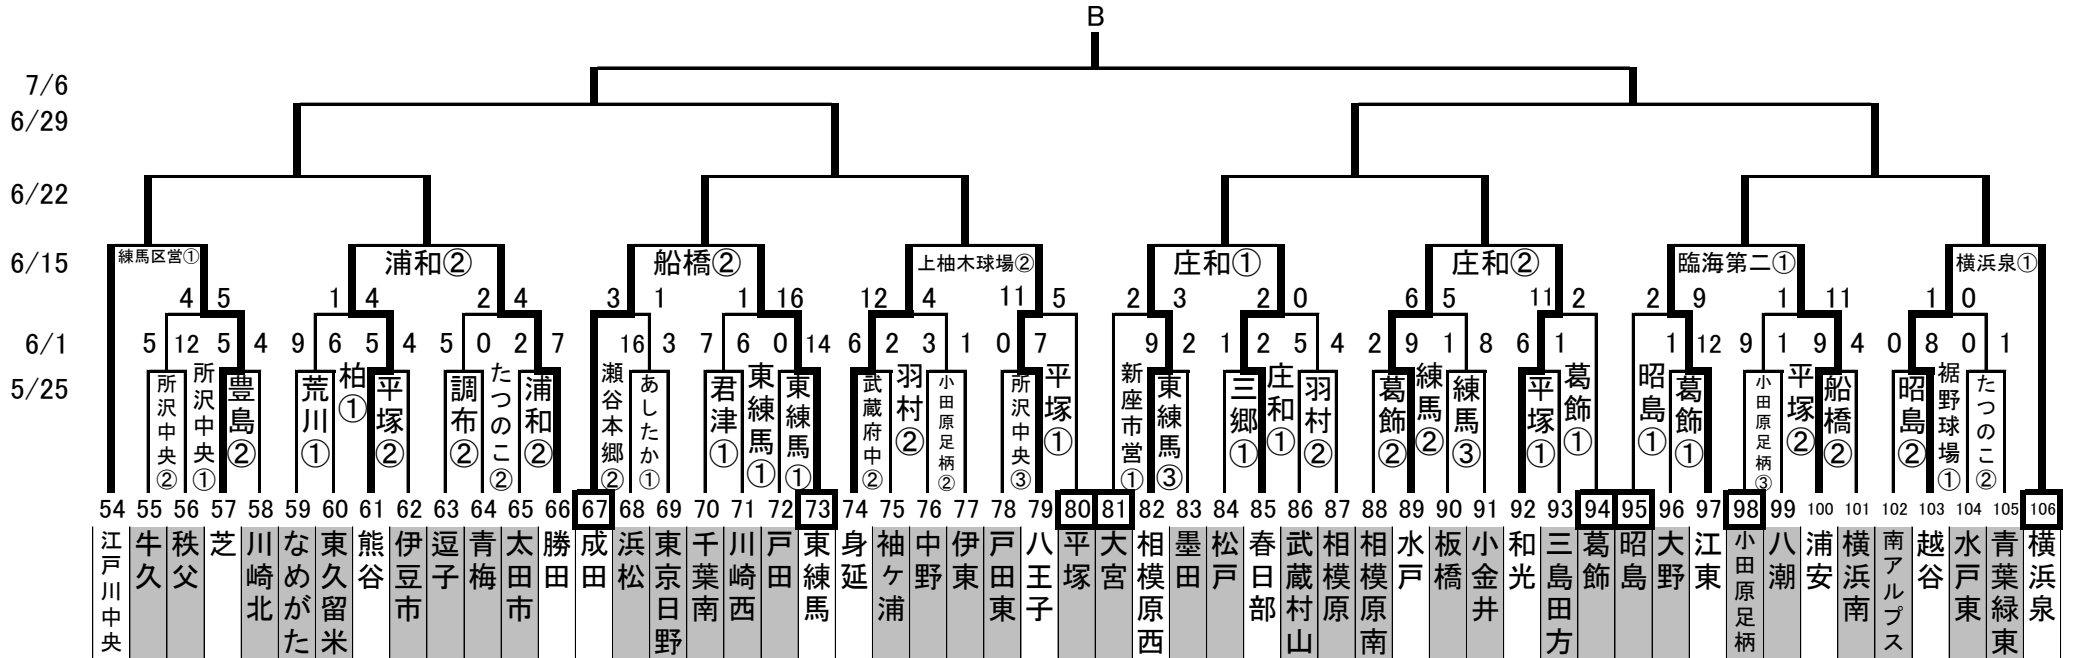 B
7/6
6/29
6/22
6/15
練馬区営① 浦和② 船橋② 上柚木球場② 庄和① 庄和② 臨海第二① 横浜泉①
4 5 1 4 2 4 3 1 1 16 12 4 11 5 2 3 2 0 6 5 11 2 2 9 1 11 1 0
6/1
5 12 5 4 9 6 5 4 5 0 2 7 16 3 7 6 0 14 6 2 3 1 0 7 9 2 1 2 5 4 2 9 1 8 6 1 1 12 9 1 9 4 0 8 0 1
5/25
所沢中央②
所沢中央①
豊島②
荒川①
柏①
平塚②
調布②
たつのこ②
浦和②
瀬谷本郷②
あしたか①
君津①
東練馬①
東練馬①
武蔵府中②
羽村②
小田原足柄②
所沢中央③
平塚①
新座市営①
東練馬③
三郷①
庄和①
羽村②
葛飾②
練馬②
練馬③
平塚①
葛飾①
昭島①
葛飾①
小田原足柄③
平塚②
船橋②
昭島②
裾野球場①
たつのこ②
54 55 56 57 58 59 60 61 62 63 64 65 66 67 68 69 70 71 72 73 74 75 76 77 78 79 80 81 82 83 84 85 86 87 88 89 90 91 92 93 94 95 96 97 98 99 100 101 102 103 104 105 106
江戸川中央
牛久
秩父
芝
川崎北
なめがた
東久留米
熊谷
伊豆市
逗子
青梅
太田市
勝田
成田
浜松
東京日野
千葉南
川崎西
戸田
東練馬
身延
袖ヶ浦
中野
伊東
戸田東
八王子
平塚
大宮
相模原西
墨田
松戸
春日部
武蔵村山
相模原
相模原南
水戸
板橋
小金井
和光
三島田方
葛飾
昭島
大野
江東
小田原足柄
八潮
浦安
横浜南
南アルプス
越谷
水戸東
青葉緑東
横浜泉